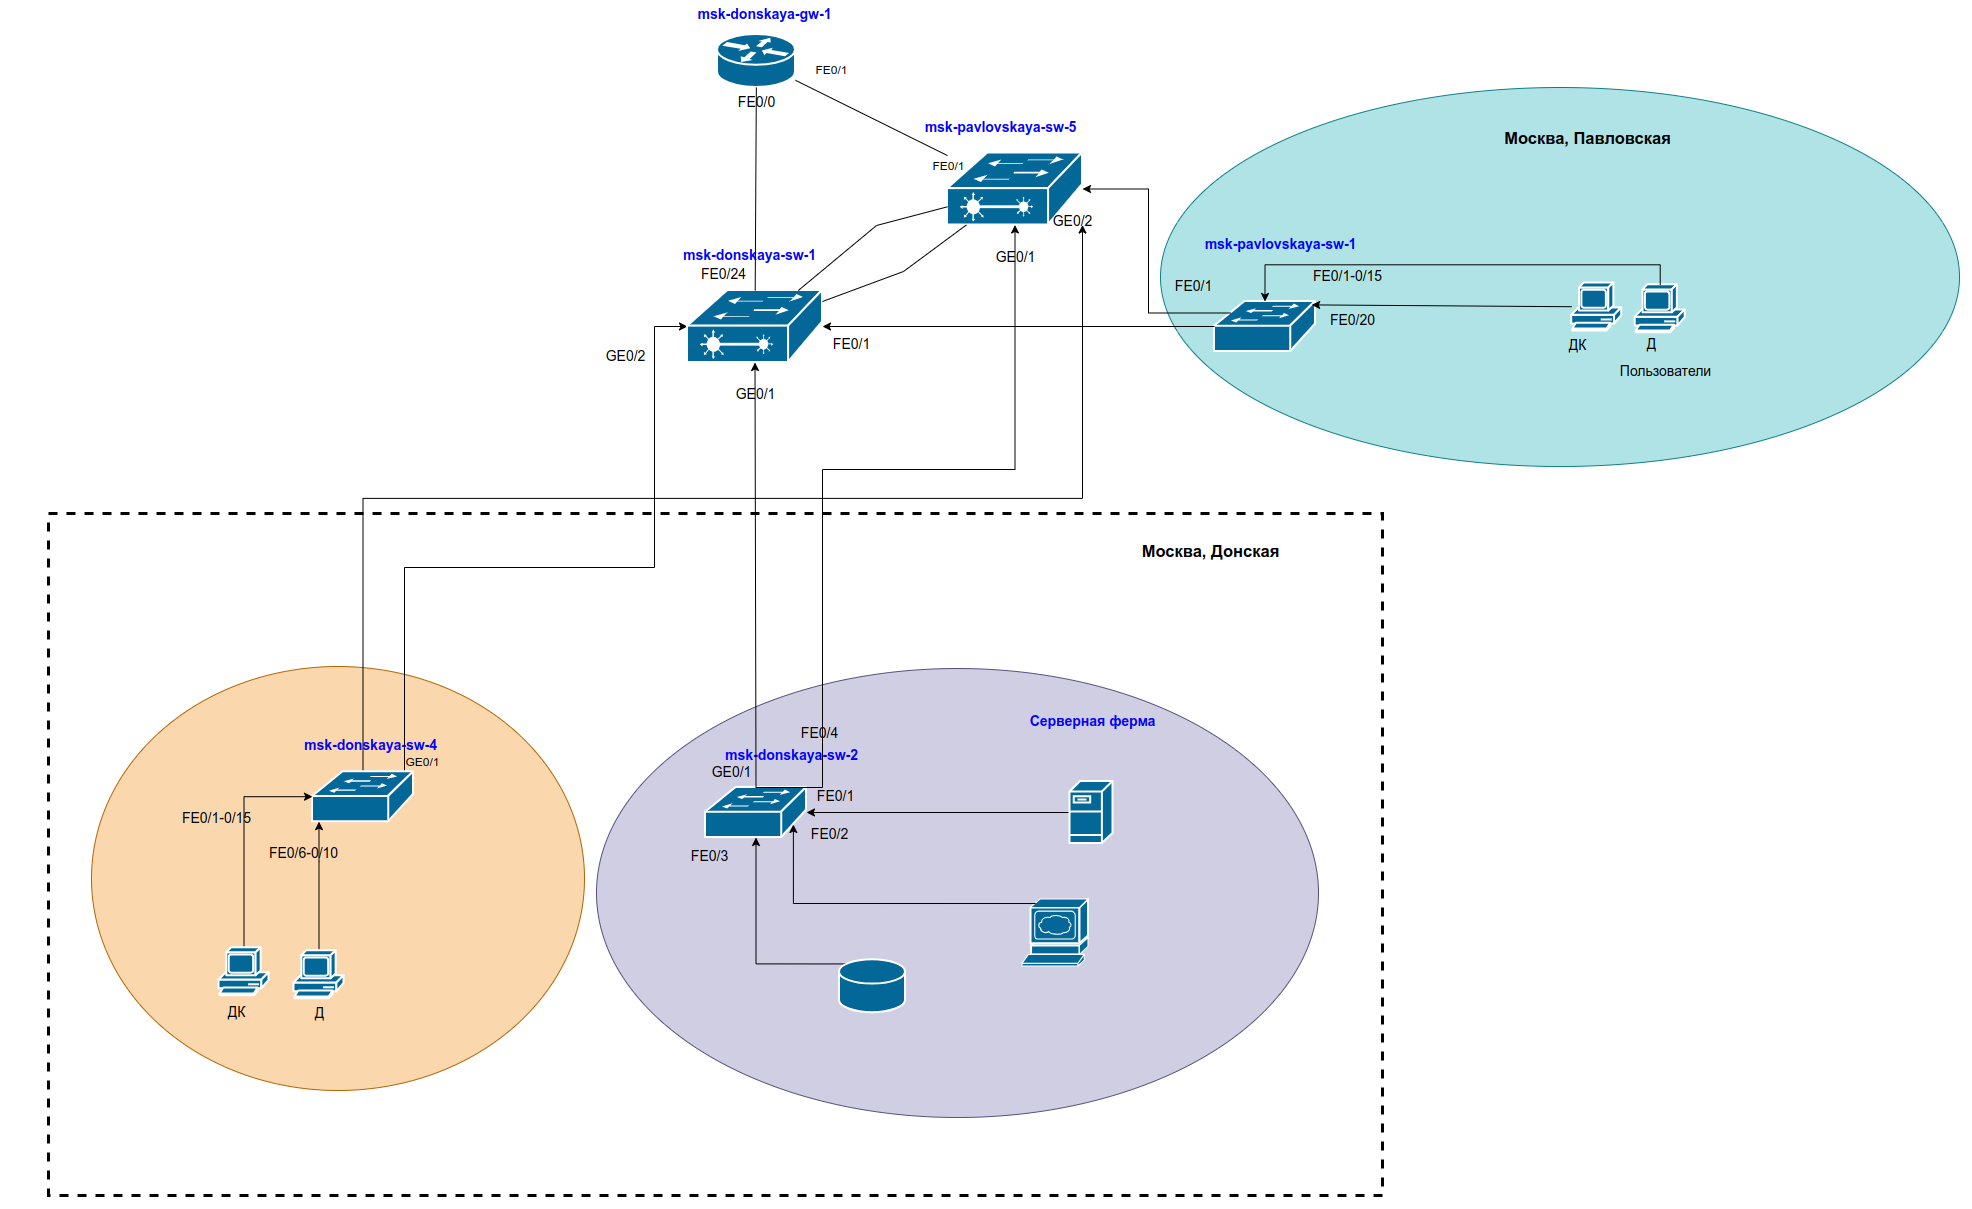 msk-donskaya-gw-1
FE0/1
FE0/0
msk-pavlovskaya-sw-5
FE0/1
GE0/2
GE0/1
msk-donskaya-sw-1
FE0/24
GE0/2
FE0/1
GE0/1
Москва, Павловская
msk-pavlovskaya-sw-1
FE0/1
FE0/1-0/15
FE0/20
ДК
Д
Пользователи
Москва, Донская
msk-donskaya-sw-4
GE0/1
FE0/1-0/15
FE0/6-0/10
ДК
Д
Серверная ферма
FE0/4
msk-donskaya-sw-2
GE0/1
FE0/1
FE0/2
FE0/3